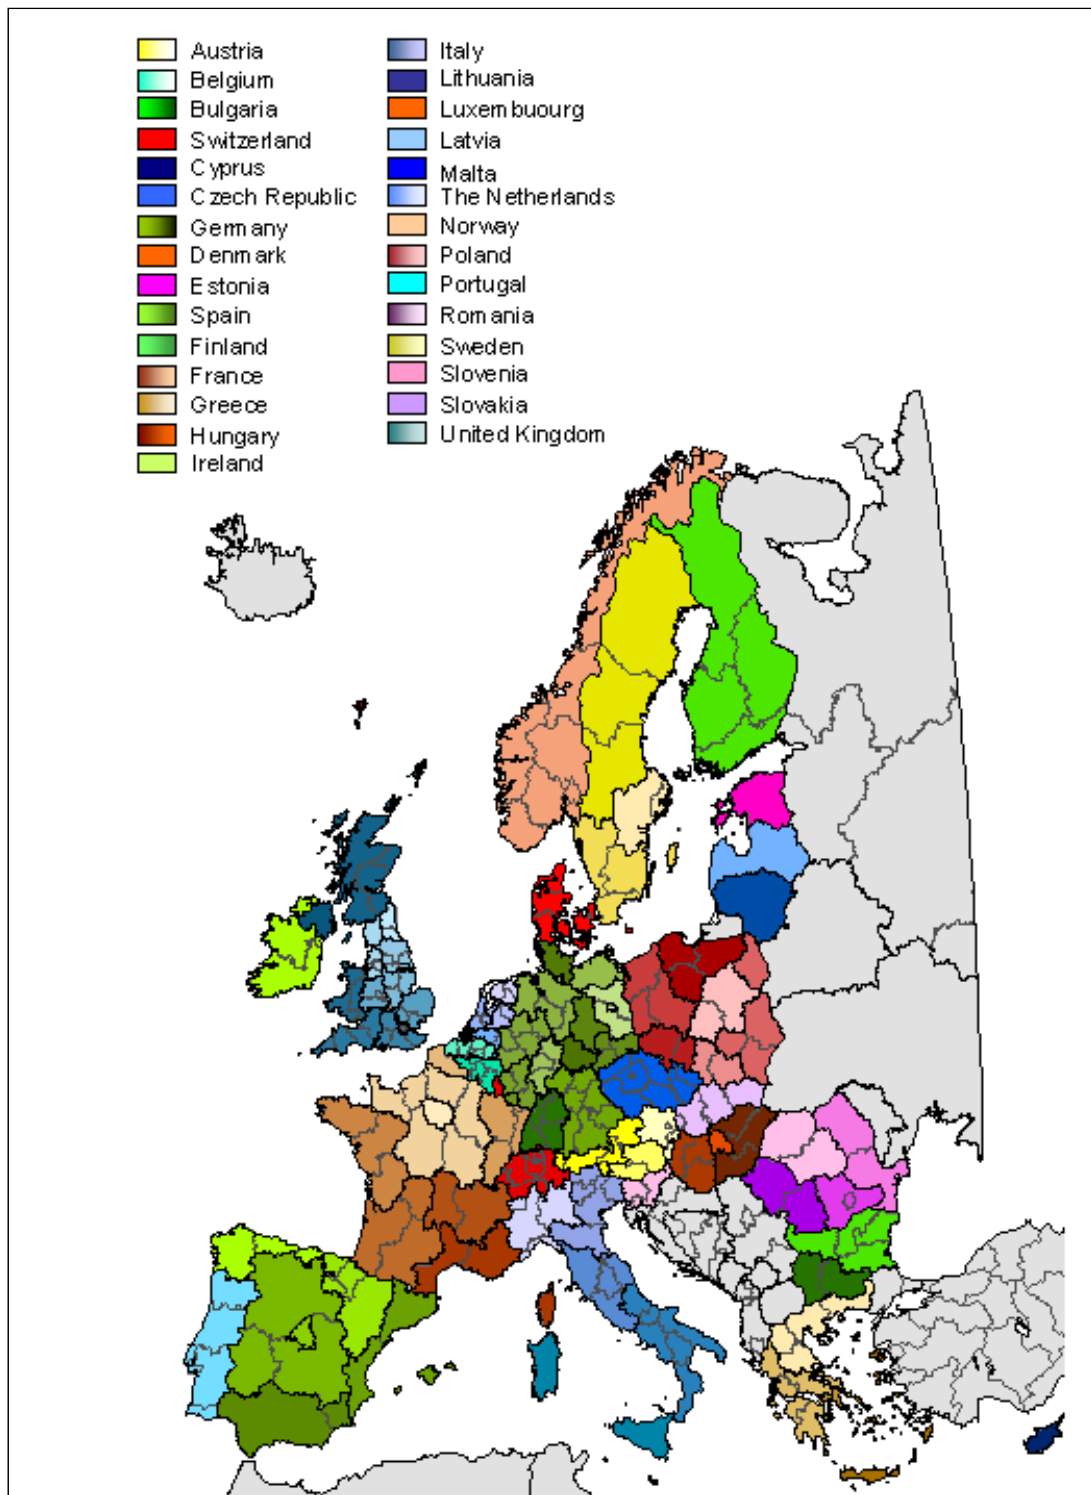 Austria
Belgium
Bulgaria
Switzerland
Cyprus
Czech Republic
Germany
Denmark
Estonia
Spain
Finland
France
Greece
Hungary
Ireland
Italy
Lithuania
Luxembuourg
Latvia
Malta
The Netherlands
Norway
Poland
Portugal
Romania
Sweden
Slovenia
Slovakia
United Kingdom